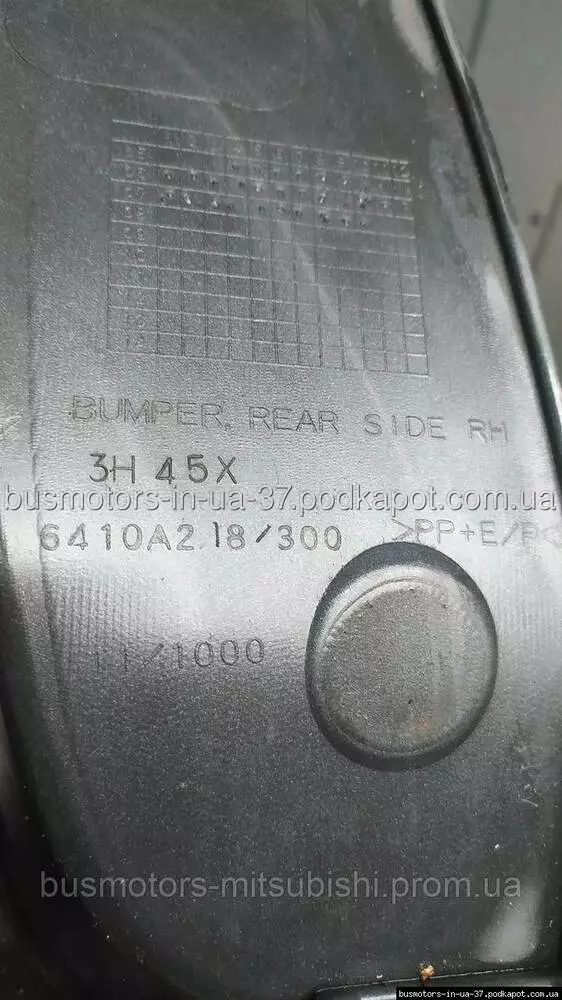 BUMPER, REAR SIDE RH
3H 45X
busmotors-in-ua-37.podkapot.com.ua
6410A218/300 >PP+E/P<
11/1000
busmotors-mitsubishi.prom.ua
busmotors-in-ua-37.podkapot.com.ua